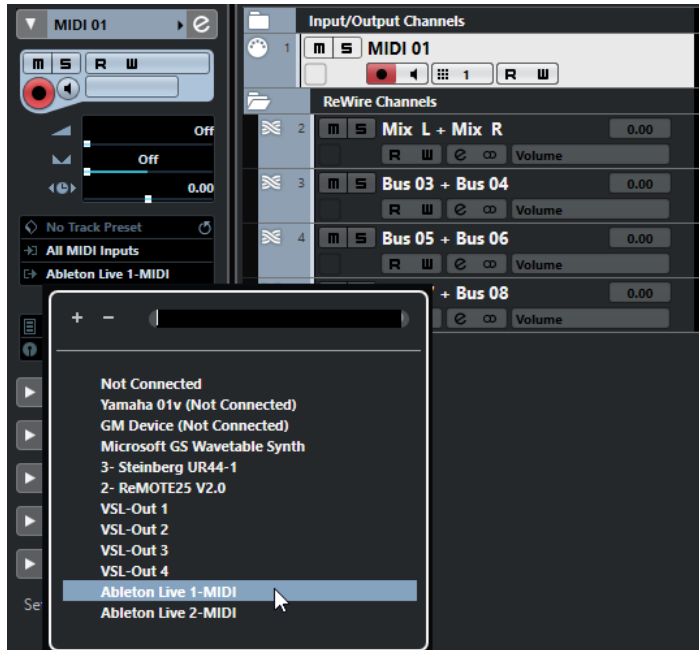 MIDI 01
m S R W
Off
Off
0.00
No Track Preset
All MIDI Inputs
Ableton Live 1-MIDI
+ -
Not Connected
Yamaha 01v (Not Connected)
GM Device (Not Connected)
Microsoft GS Wavetable Synth
3- Steinberg UR44-1
2- ReMOTE25 V2.0
VSL-Out 1
VSL-Out 2
VSL-Out 3
VSL-Out 4
Ableton Live 1-MIDI
Ableton Live 2-MIDI
Input/Output Channels
1 m S MIDI 01
1 R W
ReWire Channels
2 m S Mix L + Mix R 0.00
R W e Volume
3 m S Bus 03 + Bus 04 0.00
R W e Volume
4 m S Bus 05 + Bus 06 0.00
R W e Volume
+ Bus 08 0.00
e Volume